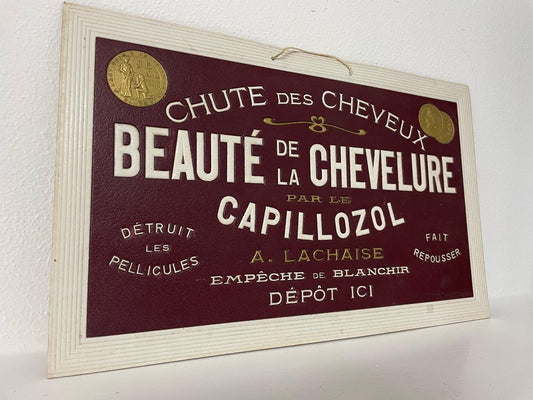 CHUTE DES CHEVEUX
BEAUTÉ DE LA CHEVELURE
PAR LE
CAPILLOZOL
DÉTRUIT
LES
PELLICULES
A. LACHAISE
FAIT
REPOUSSER
EMPÊCHE DE BLANCHIR
DÉPÔT ICI